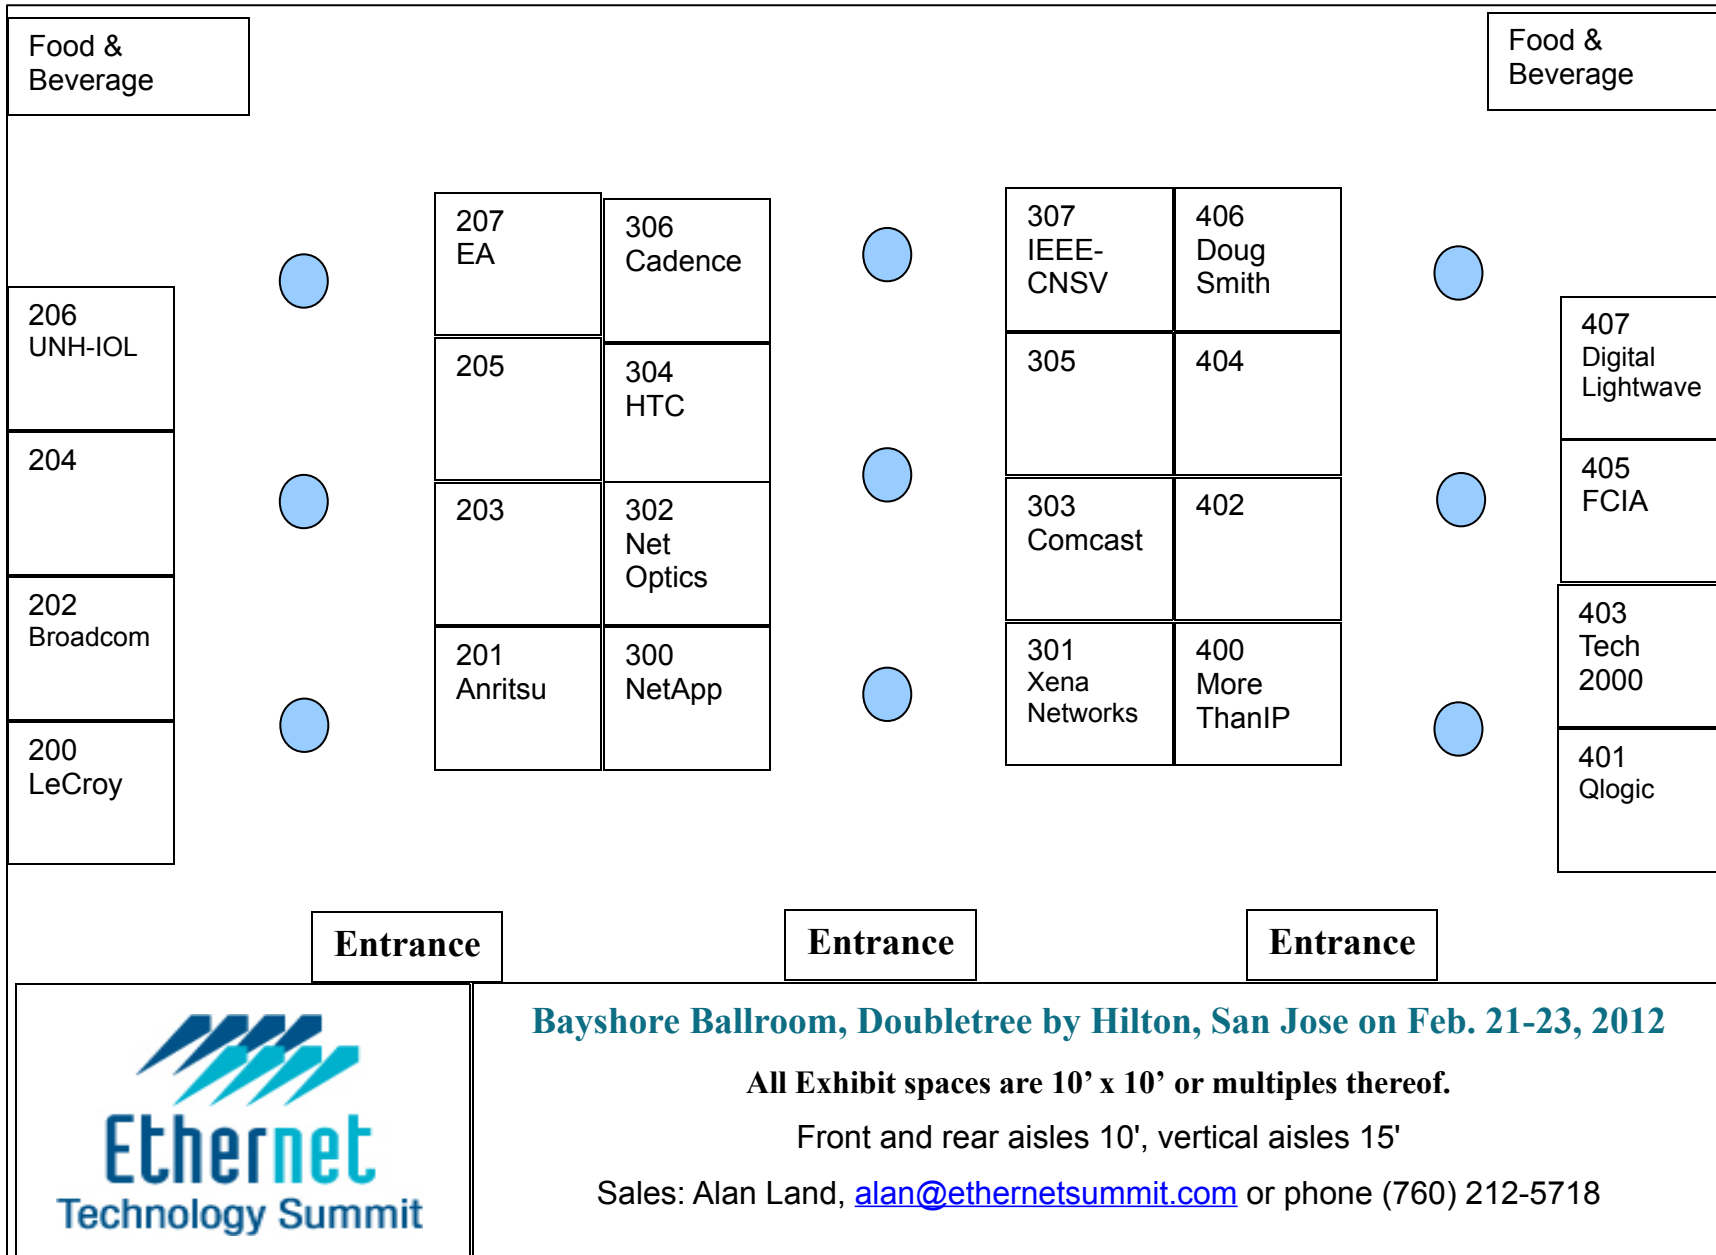 Food &
Beverage
Food &
Beverage
207
EA
306
Cadence
307
IEEE-
CNSV
406
Doug
Smith
206
UNH-IOL
205
304
HTC
305
404
407
Digital
Lightwave
204
203
302
Net
Optics
303
Comcast
402
405
FCIA
202
Broadcom
201
Anritsu
300
NetApp
301
Xena
Networks
400
More
ThanIP
403
Tech
2000
200
LeCroy
401
Qlogic
Entrance
Entrance
Entrance
Ethernet
Technology Summit
Bayshore Ballroom, Doubletree by Hilton, San Jose on Feb. 21-23, 2012
All Exhibit spaces are 10’ x 10’ or multiples thereof.
Front and rear aisles 10', vertical aisles 15'
Sales: Alan Land, alan@ethernetsummit.com or phone (760) 212-5718